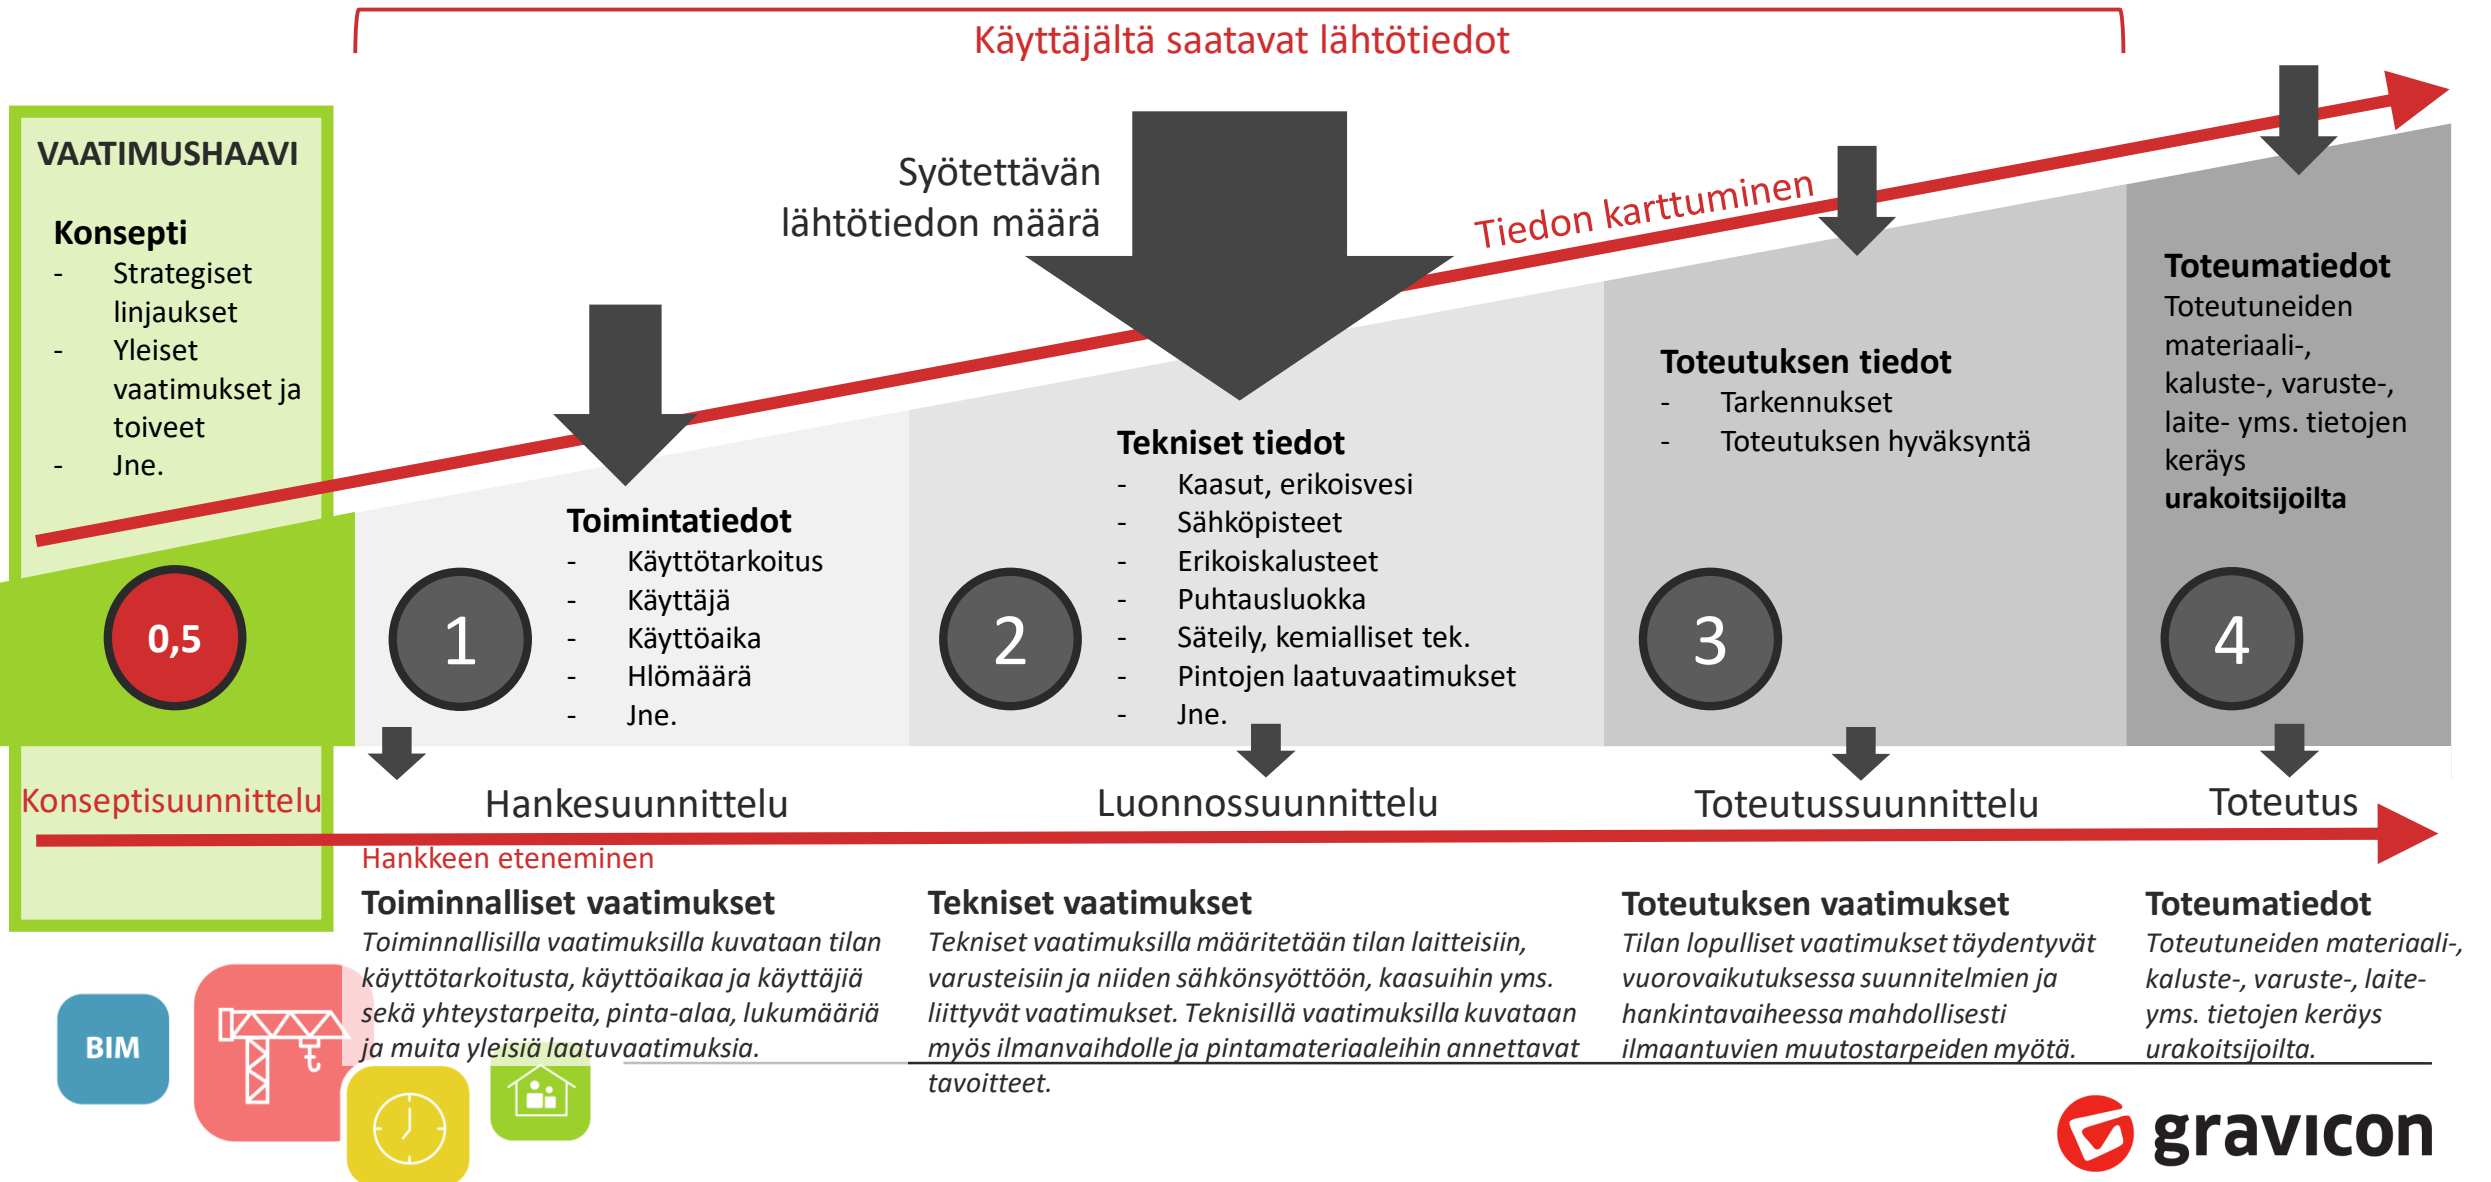 Käyttäjältä saatavat lähtötiedot
VAATIMUSHAAVI
Konsepti
- Strategiset
linjaukset
- Yleiset
vaatimukset ja
toiveet
- Jne.
0,5
Konseptisuunnittelu
Syötettävän
lähtötiedon määrä
Tiedon karttuminen
Toimintatiedot
- Käyttötarkoitus
- Käyttäjä
- Käyttöaika
- Hlömäärä
- Jne.
1
Hankesuunnittelu
Tekniset tiedot
- Kaasut, erikoisvesi
- Sähköpisteet
- Erikoiskalusteet
- Puhtausluokka
- Säteily, kemialliset tek.
- Pintojen laatuvaatimukset
- Jne.
2
Luonnossuunnittelu
Toteutuksen tiedot
- Tarkennukset
- Toteutuksen hyväksyntä
3
Toteutussuunnittelu
Toteumatiedot
Toteutuneiden
materiaali-,
kaluste-, varuste-,
laite- yms. tietojen
keräys
urakoitsijoilta
4
Toteutus
Hankkeen eteneminen
Toiminnalliset vaatimukset
Toiminnallisilla vaatimuksilla kuvataan tilan
käyttötarkoitusta, käyttöaikaa ja käyttäjiä
sekä yhteystarpeita, pinta-alaa, lukumääriä
ja muita yleisiä laatuvaatimuksia.
Tekniset vaatimukset
Tekniset vaatimuksilla määritetään tilan laitteisiin,
varusteisiin ja niiden sähkönsyöttöön, kaasuihin yms.
liittyvät vaatimukset. Teknisillä vaatimuksilla kuvataan
myös ilmanvaihdolle ja pintamateriaaleihin annettavat
tavoitteet.
Toteutuksen vaatimukset
Tilan lopulliset vaatimukset täydentyvät
vuorovaikutuksessa suunnitelmien ja
hankintavaiheessa mahdollisesti
ilmaantuvien muutostarpeiden myötä.
Toteumatiedot
Toteutuneiden materiaali-,
kaluste-, varuste-, laite-
yms. tietojen keräys
urakoitsijoilta.
BIM
gravicon